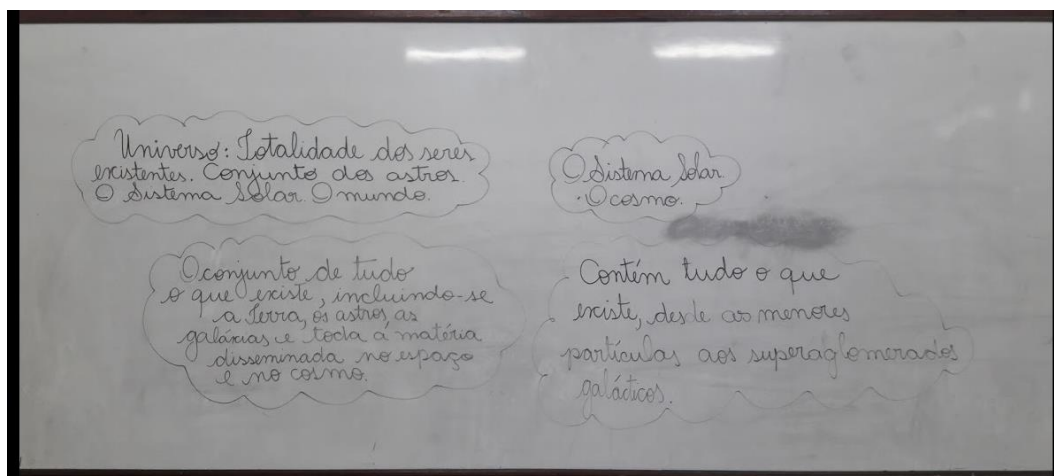 Universo: Totalidade dos seres
existentes. Conjunto dos astros.
O Sistema Solar. O mundo.
O Sistema Solar.
O cosmo.
O conjunto de tudo
o que existe, incluindo-se
a Terra, os astros, as
galáxias e toda a matéria
disseminada no espaço
e no cosmo.
Contém tudo o que
existe, desde as menores
partículas aos superaglomerados
galácticos.